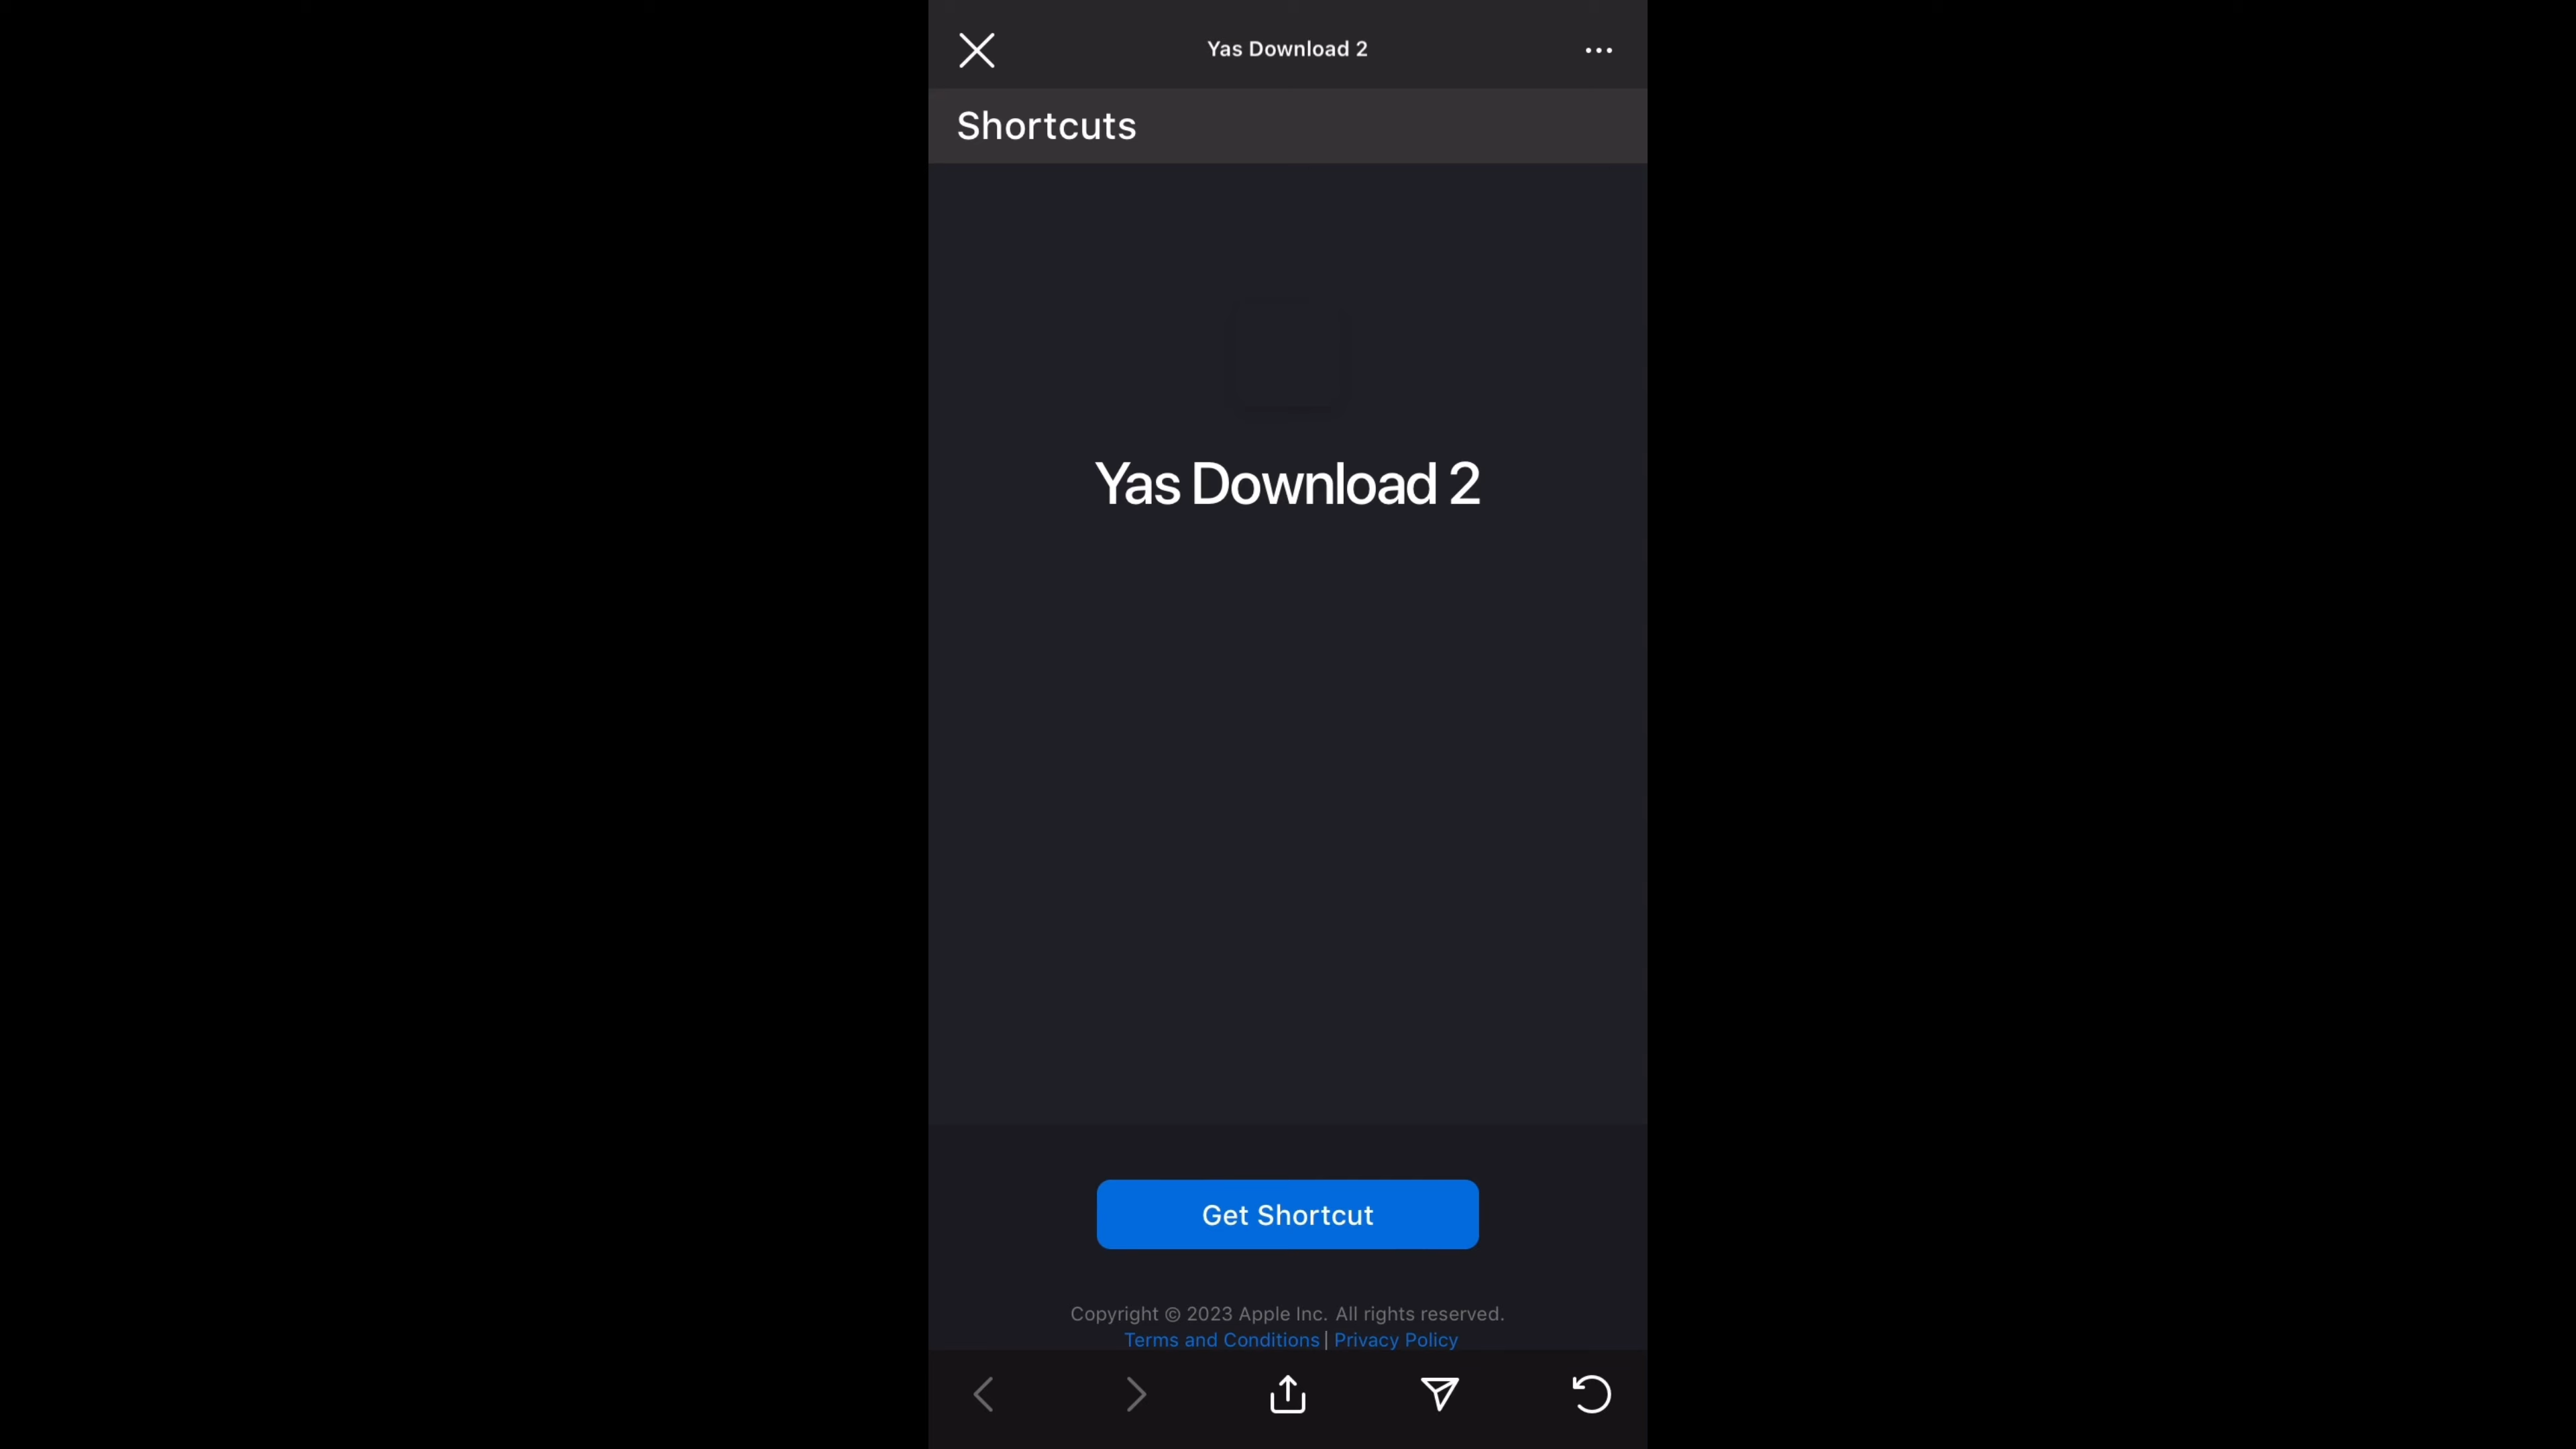 Yas Download 2
Shortcuts
Yas Download 2
Get Shortcut
Copyright © 2023 Apple Inc. All rights reserved.
Terms and Conditions | Privacy Policy